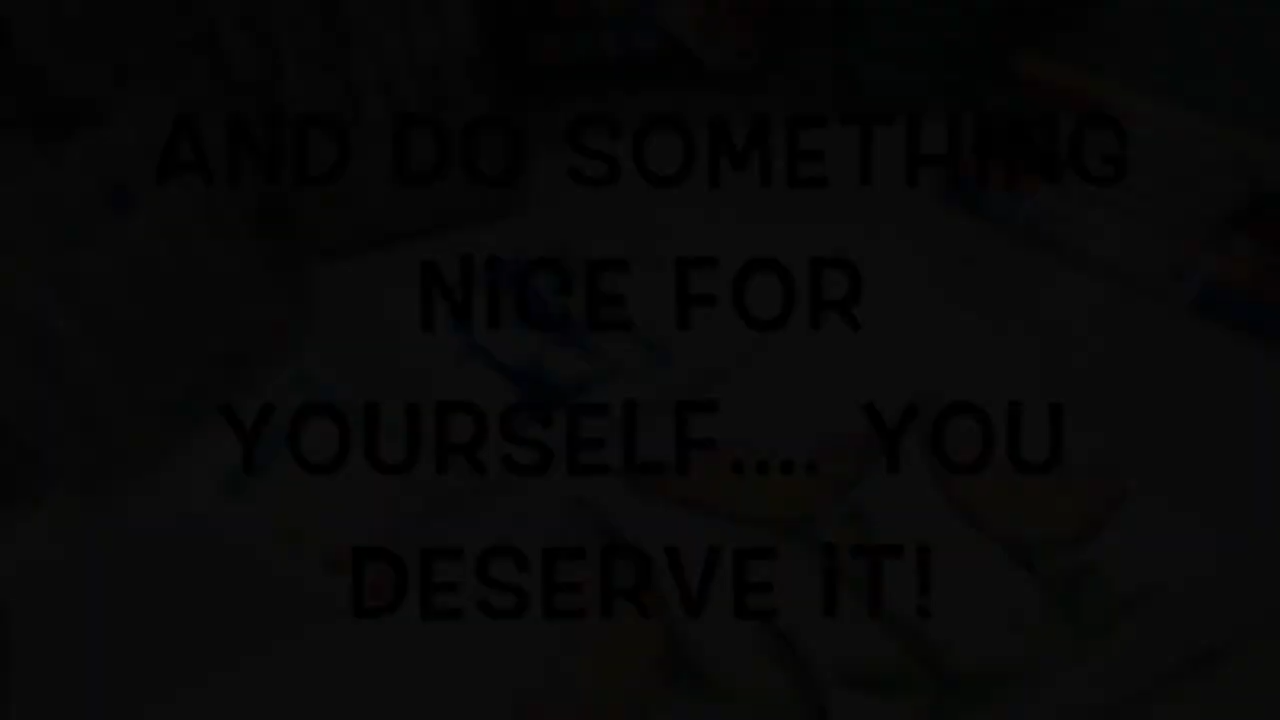 AND DO SOMETHING
NiCE FOR
YOURSELF.... YOU
DESERVE iT!